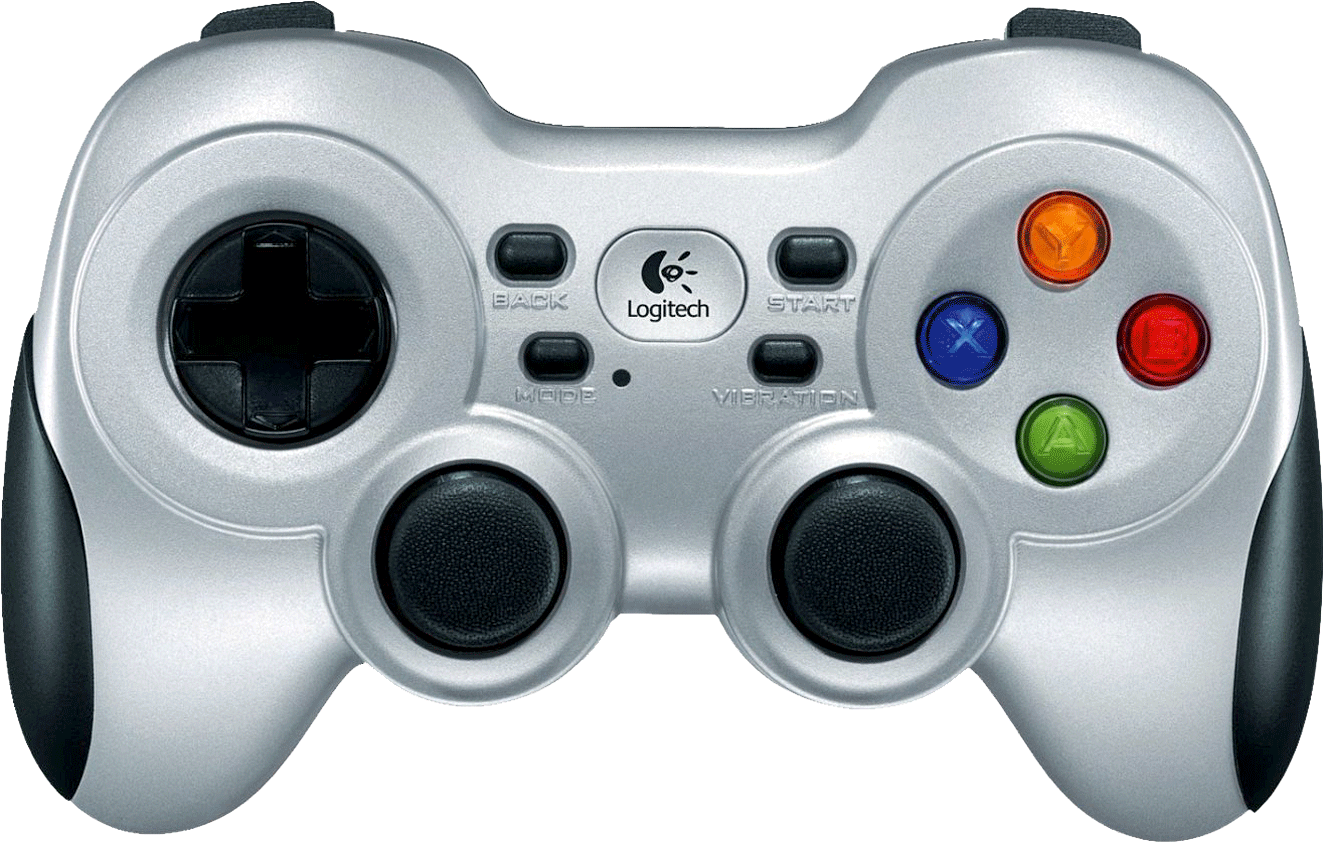 BACK
Logitech
START
MODE
VIBRATION
Y
X
B
A